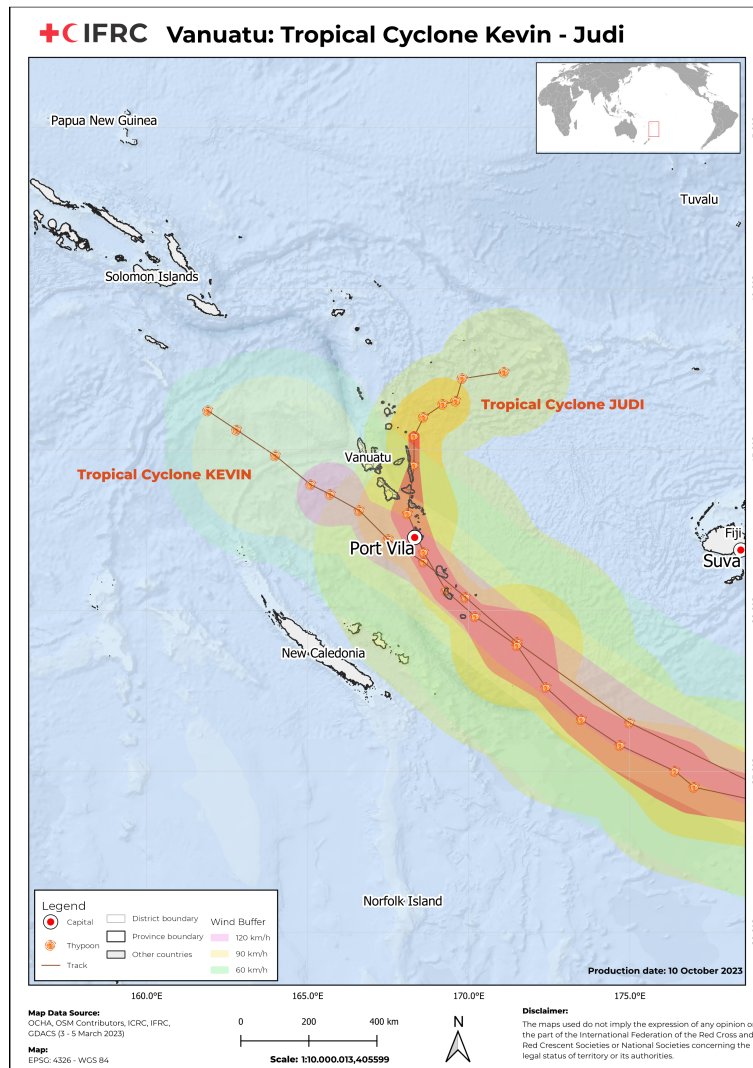 IFRC Vanuatu: Tropical Cyclone Kevin - Judi
Papua New Guinea
Tuvalu
Solomon Islands
Tropical Cyclone JUDI
Vanuatu
Tropical Cyclone KEVIN
Fiji
Port Vila
Suva
New Caledonia
Norfolk Island
Legend
Capital
Thypoon
Track
District boundary
Province boundary
Other countries
Wind Buffer
120 km/h
90 km/h
60 km/h
Production date: 10 October 2023
160.0°E 165.0°E 170.0°E 175.0°E
Map Data Source:
OCHA, OSM Contributors, ICRC, IFRC,
GDACS (3 - 5 March 2023)
Map:
EPSG: 4326 - WGS 84
0 200 400 km
Scale: 1:10.000.013,405599
N
Disclaimer:
The maps used do not imply the expression of any opinion on
the part of the International Federation of the Red Cross and
Red Crescent Societies or National Societies concerning the
legal status of territory or its authorities.